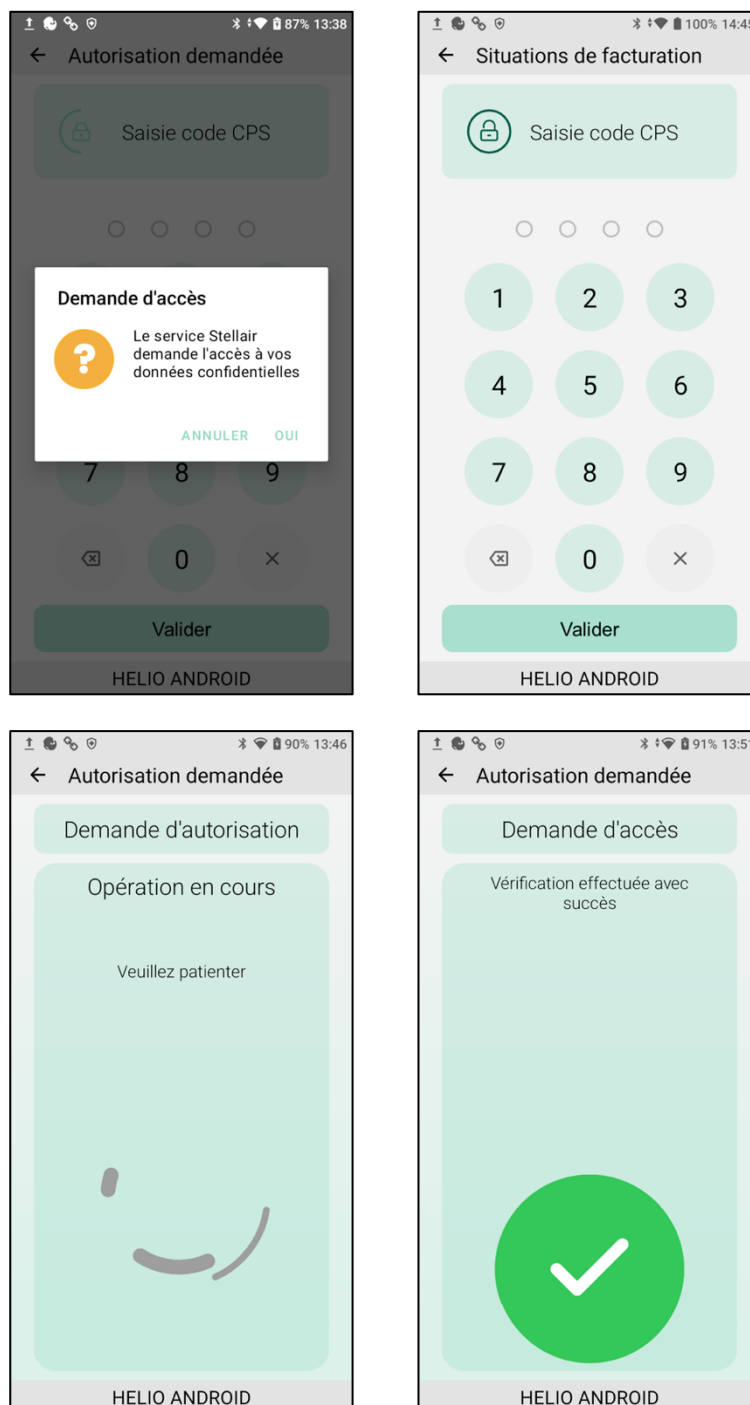 87% 13:38
Autorisation demandée
Saisie code CPS
Demande d'accès
Le service Stellair
demande l'accès à vos
données confidentielles
ANNULER OUI
7 8 9
0
Valider
HELIO ANDROID
100% 14:45
Situations de facturation
Saisie code CPS
1 2 3
4 5 6
7 8 9
0
Valider
HELIO ANDROID
90% 13:46
Autorisation demandée
Demande d'autorisation
Opération en cours
Veuillez patienter
HELIO ANDROID
91% 13:51
Autorisation demandée
Demande d'accès
Vérification effectuée avec
succès
HELIO ANDROID